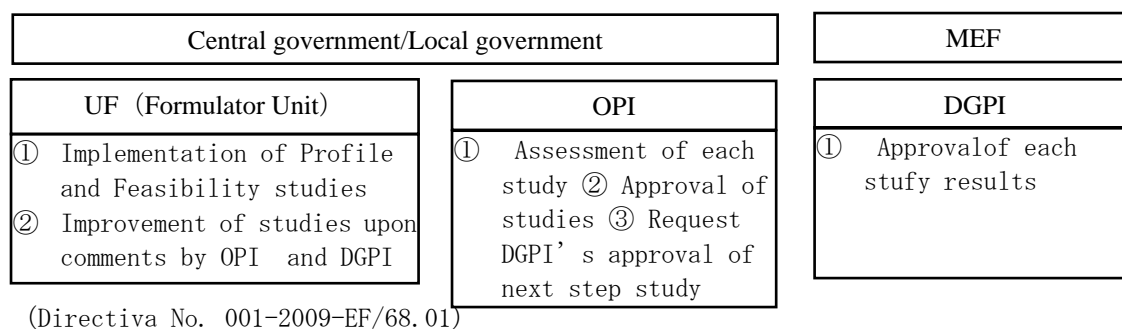 Central government/Local government
MEF
UF (Formulator Unit)
① Implementation of Profile
and Feasibility studies
② Improvement of studies upon
comments by OPI and DGPI
OPI
① Assessment of each
study ② Approval of
studies ③ Request
DGPI's approval of
next step study
DGPI
① Approvalof each
stufy results
(Directiva No. 001-2009-EF/68.01)